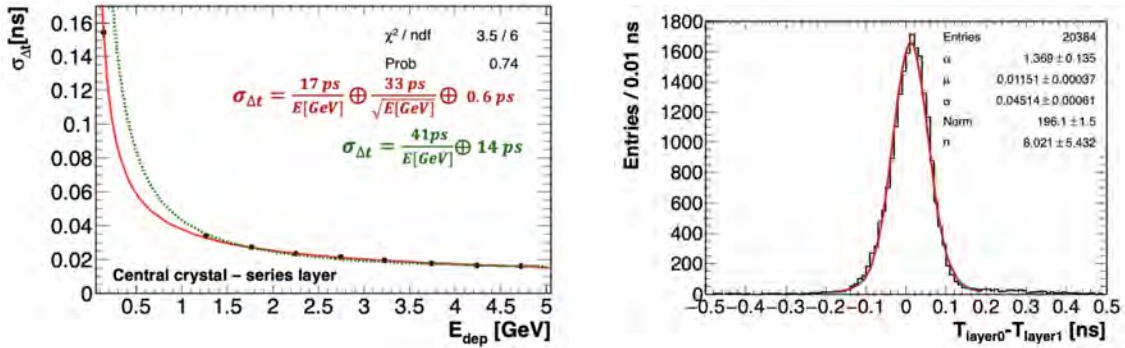 σ_Δt[ns]
0.16
0.14
0.12
0.1
0.08
0.06
0.04
0.02
0
χ² / ndf 3.5 / 6
Prob 0.74
σ_Δt = 17 ps/E[GeV] ⊕ 33 ps/√E[GeV] ⊕ 0.6 ps
σ_Δt = 41ps/E[GeV] ⊕ 14 ps
Central crystal – series layer
0.5 1 1.5 2 2.5 3 3.5 4 4.5 5
E_dep [GeV]
Entries / 0.01 ns
1800
1600
1400
1200
1000
800
600
400
200
0
Entries 20384
α 1.369 ± 0.135
μ 0.01151 ± 0.00037
σ 0.04514 ± 0.00061
Norm 196.1 ± 1.5
n 8.021 ± 5.432
−0.5 −0.4 −0.3 −0.2 −0.1 0 0.1 0.2 0.3 0.4 0.5
T_layer0-T_layer1 [ns]